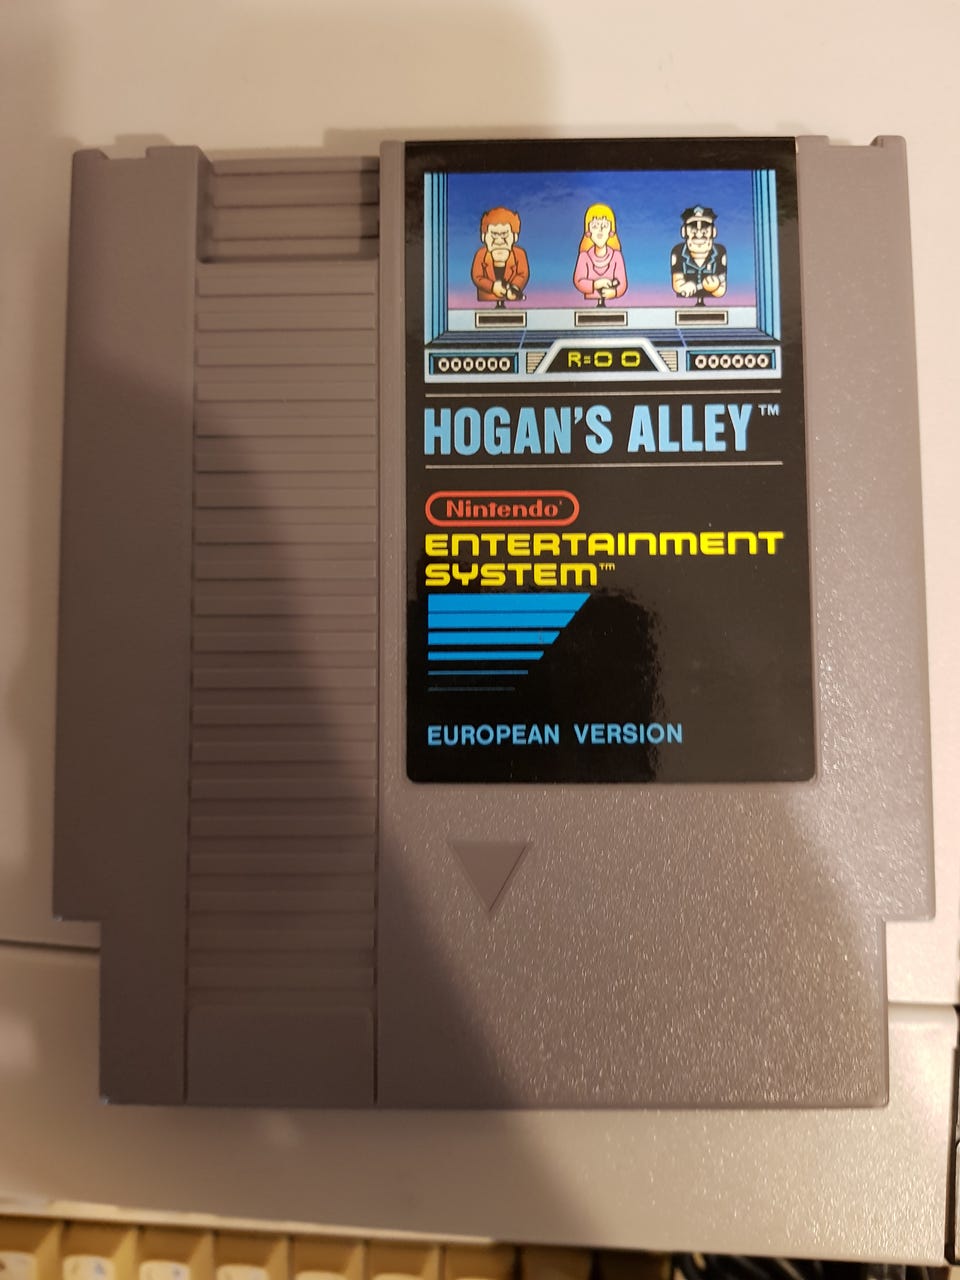 000000 R=00 000000
HOGAN'S ALLEY™
Nintendo®
ENTERTAINMENT
SYSTEM™
EUROPEAN VERSION